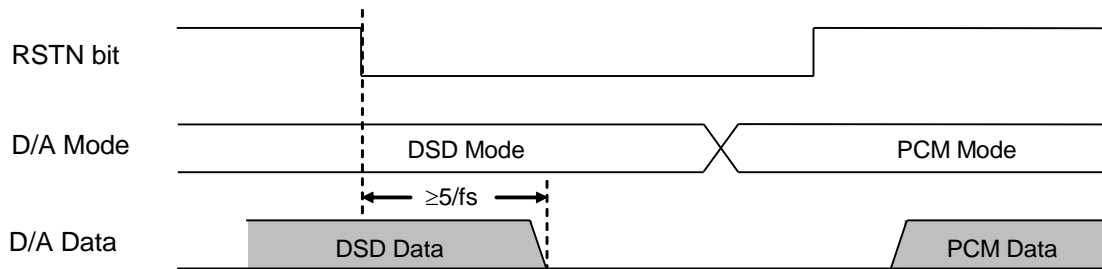 RSTN bit
D/A Mode
DSD Mode
PCM Mode
≥5/fs
D/A Data
DSD Data
PCM Data